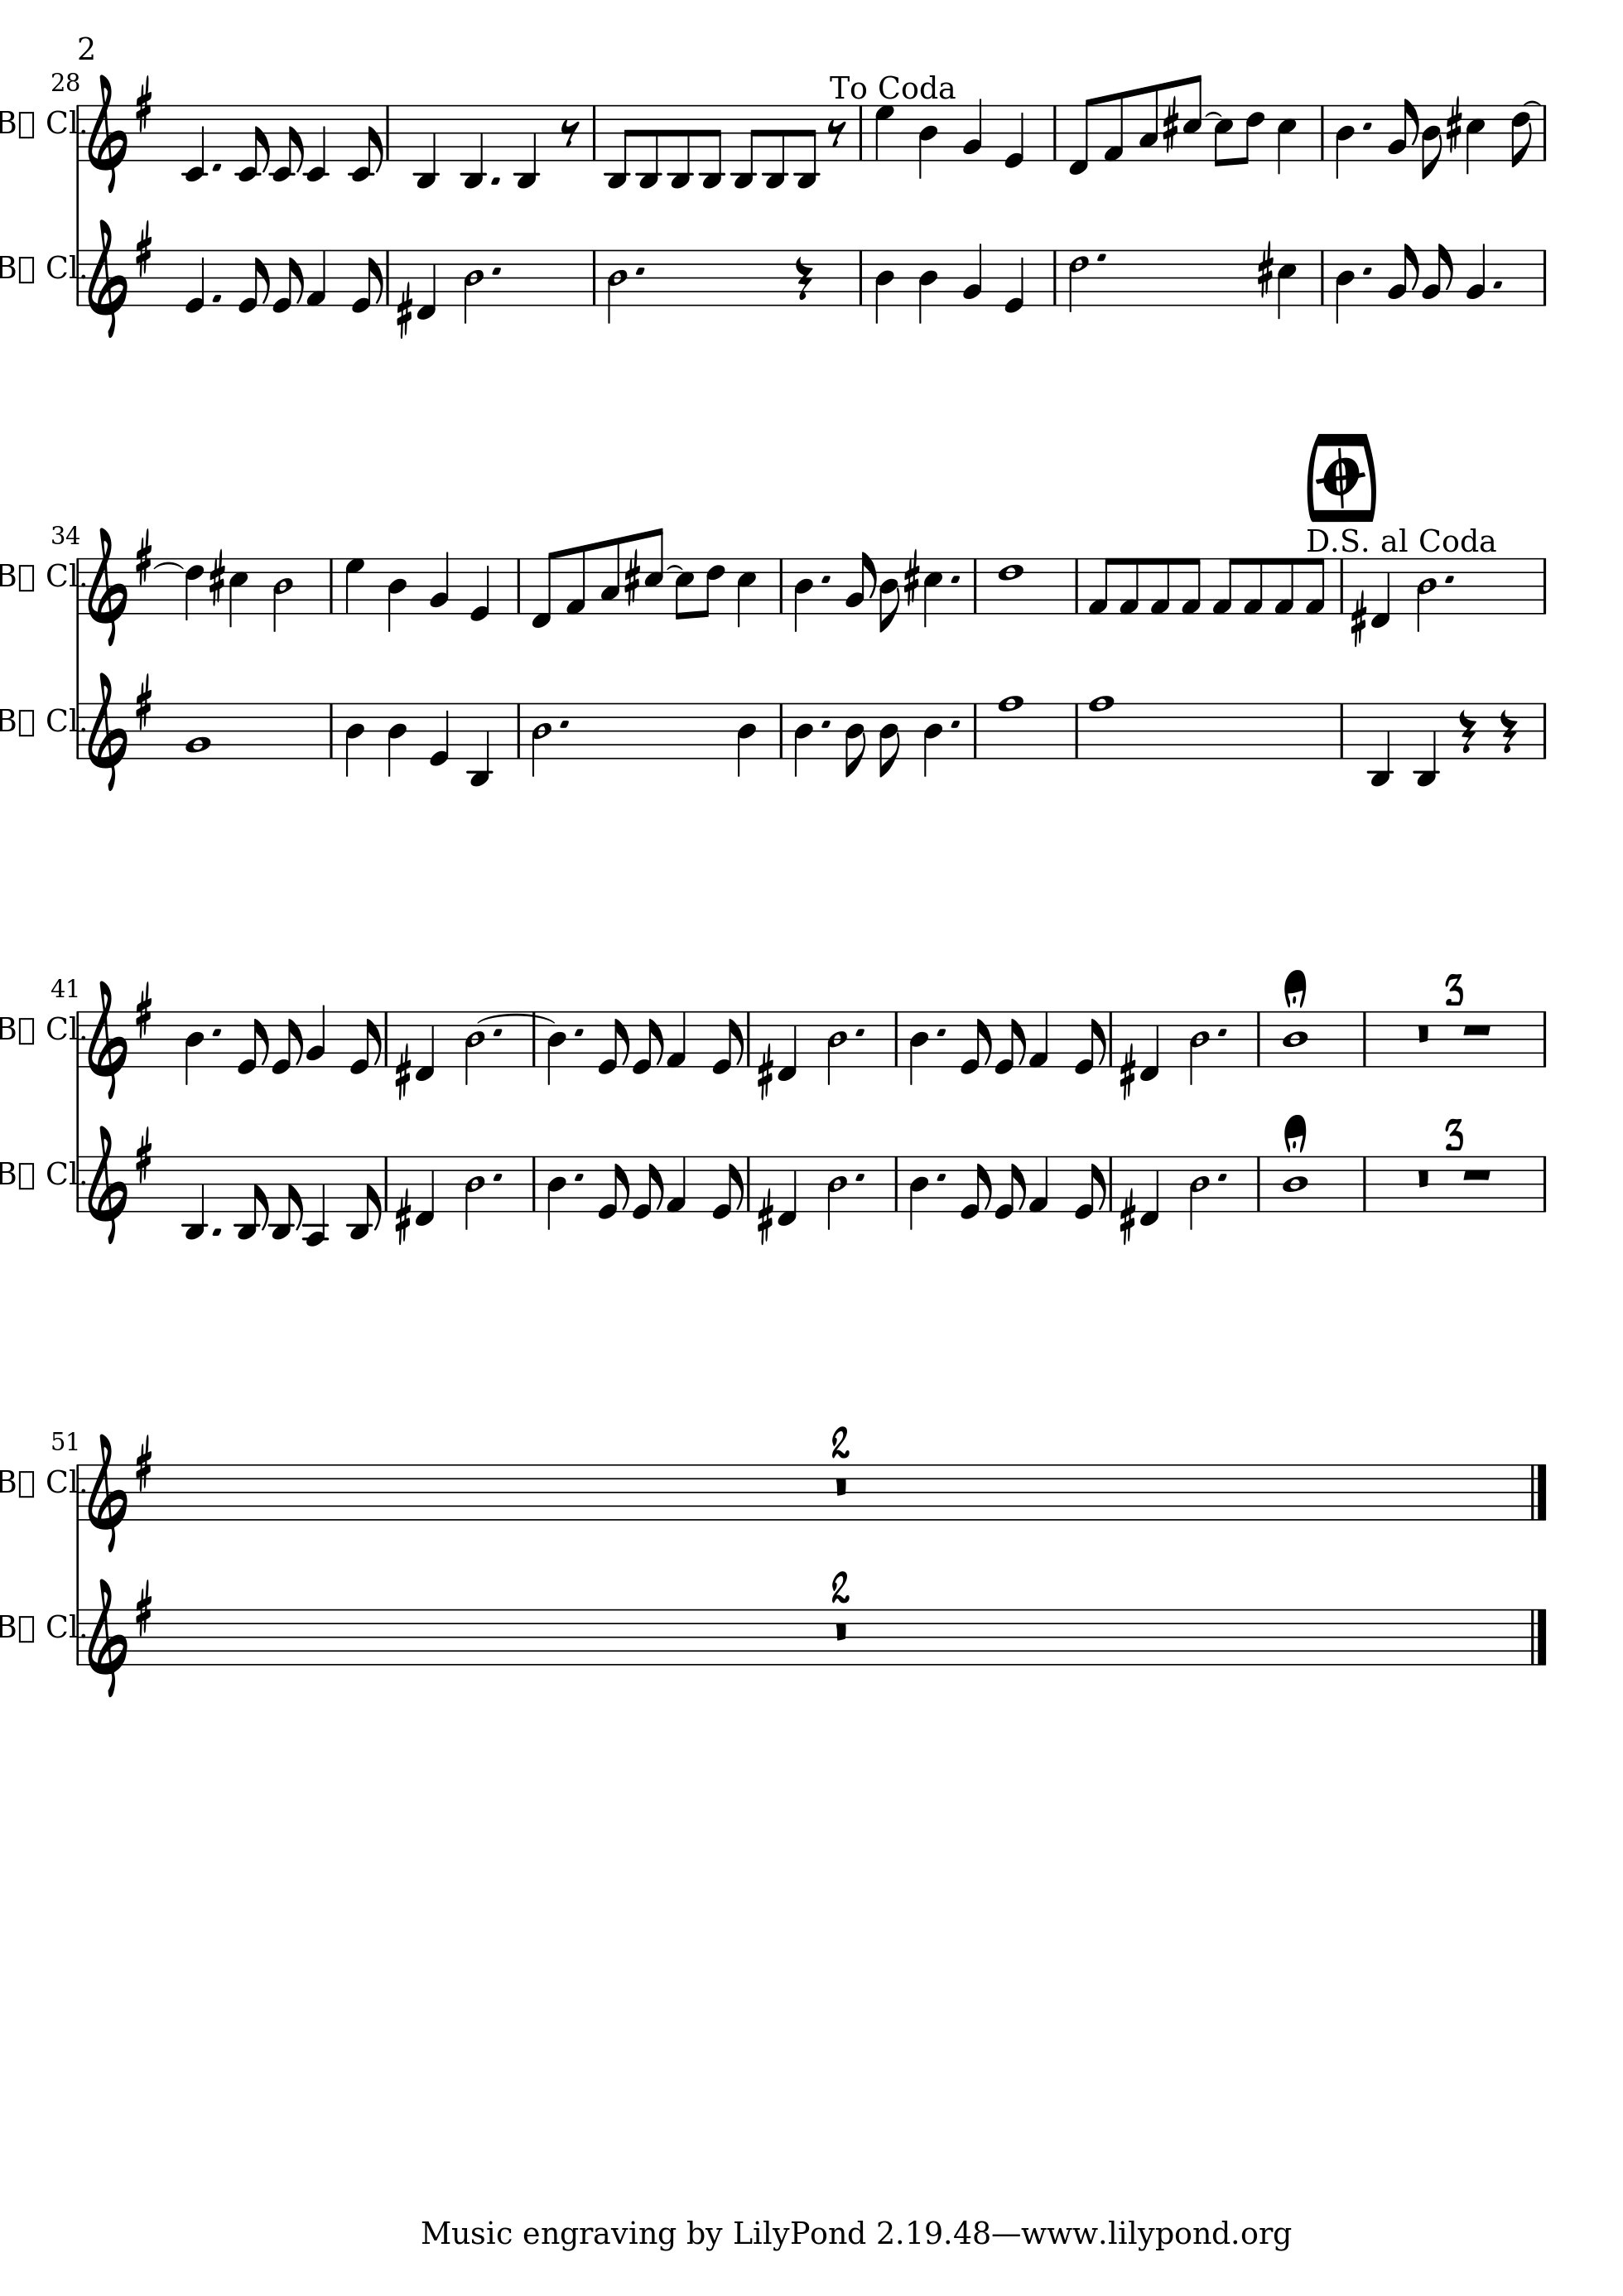 2
28
To Coda
B Cl.
B Cl.
34
D.S. al Coda
B Cl.
B Cl.
41
3
B Cl.
3
B Cl.
51
2
B Cl.
2
B Cl.
Music engraving by LilyPond 2.19.48—www.lilypond.org